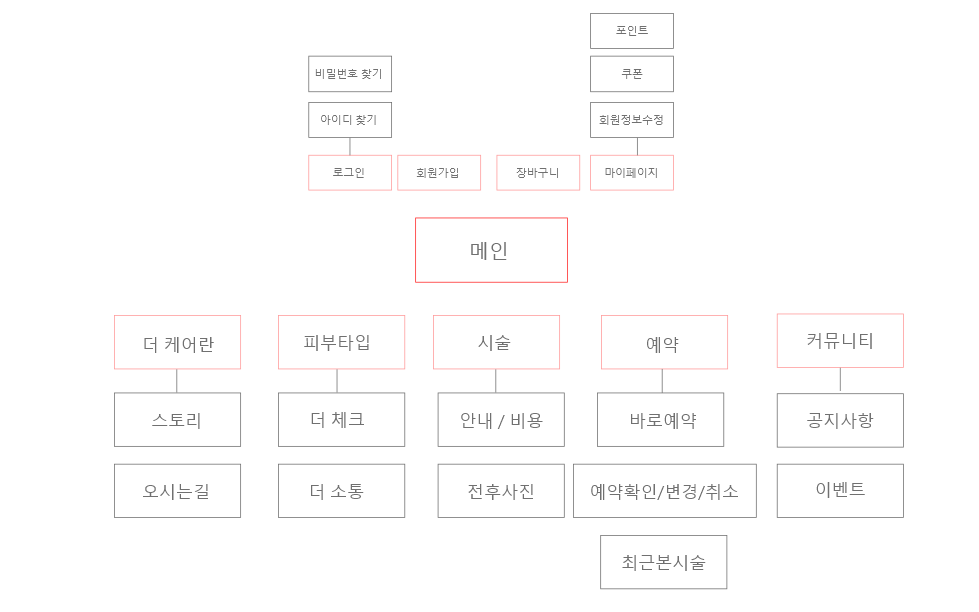 포인트
비밀번호 찾기
쿠폰
아이디 찾기
회원정보수정
로그인
회원가입
장바구니
마이페이지
메인
더 케어란
피부타입
시술
예약
커뮤니티
스토리
더 체크
안내 / 비용
바로예약
공지사항
오시는길
더 소통
전후사진
예약확인/변경/취소
이벤트
최근본시술